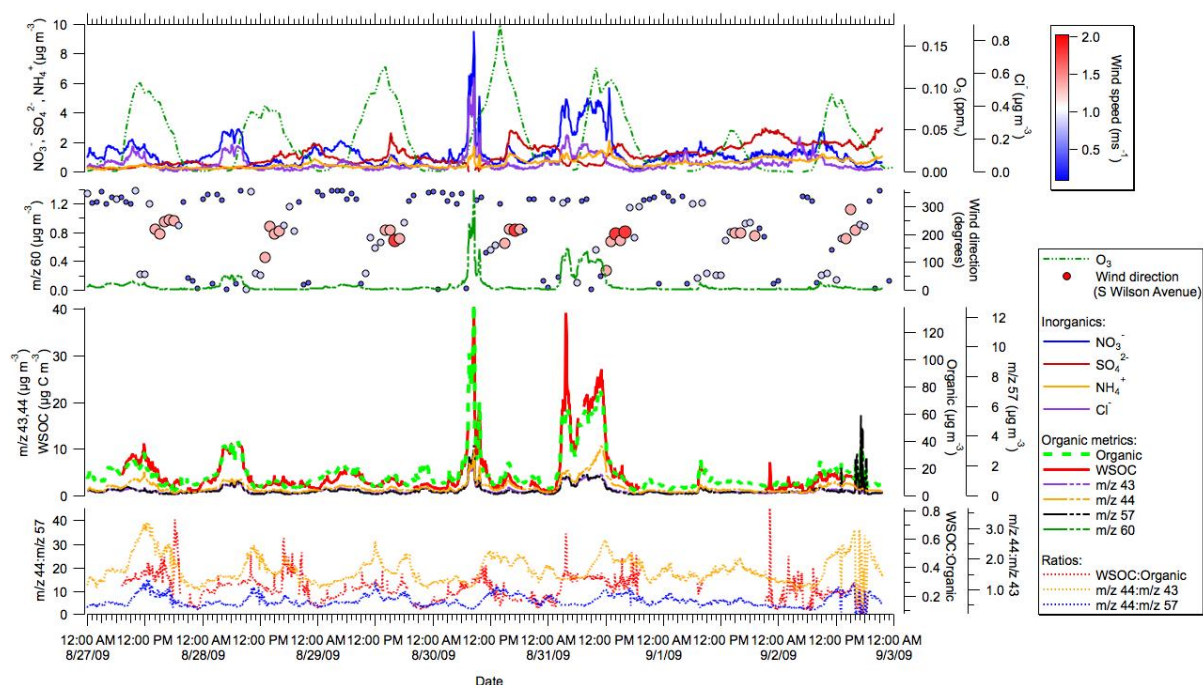 10
8
6
4
2
0
NO₃⁻, SO₄²⁻, NH₄⁺ (µg m⁻³)
0.15
0.10
0.05
0.00
O₃ (ppmᵥ)
0.8
0.6
0.4
0.2
0.0
Cl⁻ (µg m⁻³)
2.0
1.5
1.0
0.5
Wind speed (ms⁻¹)
1.2
0.8
0.4
0.0
m/z 60 (µg m⁻³)
300
200
100
0
Wind direction
(degrees)
40
30
20
10
0
m/z 43,44 (µg m⁻³)
WSOC (µg C m⁻³)
120
100
80
60
40
20
0
Organic (µg m⁻³)
12
10
8
6
4
2
0
m/z 57 (µg m⁻³)
40
30
20
10
0
m/z 44:m/z 57
0.8
0.6
0.4
0.2
WSOC:Organic
3.0
2.0
1.0
m/z 44:m/z 43
O₃
Wind direction
(S Wilson Avenue)
Inorganics:
NO₃⁻
SO₄²⁻
NH₄⁺
Cl⁻
Organic metrics:
Organic
WSOC
m/z 43
m/z 44
m/z 57
m/z 60
Ratios:
WSOC:Organic
m/z 44:m/z 43
m/z 44:m/z 57
12:00 AM 12:00 PM 12:00 AM 12:00 PM 12:00 AM 12:00 PM 12:00 AM 12:00 PM 12:00 AM 12:00 PM 12:00 AM 12:00 PM 12:00 AM 12:00 PM 12:00 AM
8/27/09 8/28/09 8/29/09 8/30/09 8/31/09 9/1/09 9/2/09 9/3/09
Date